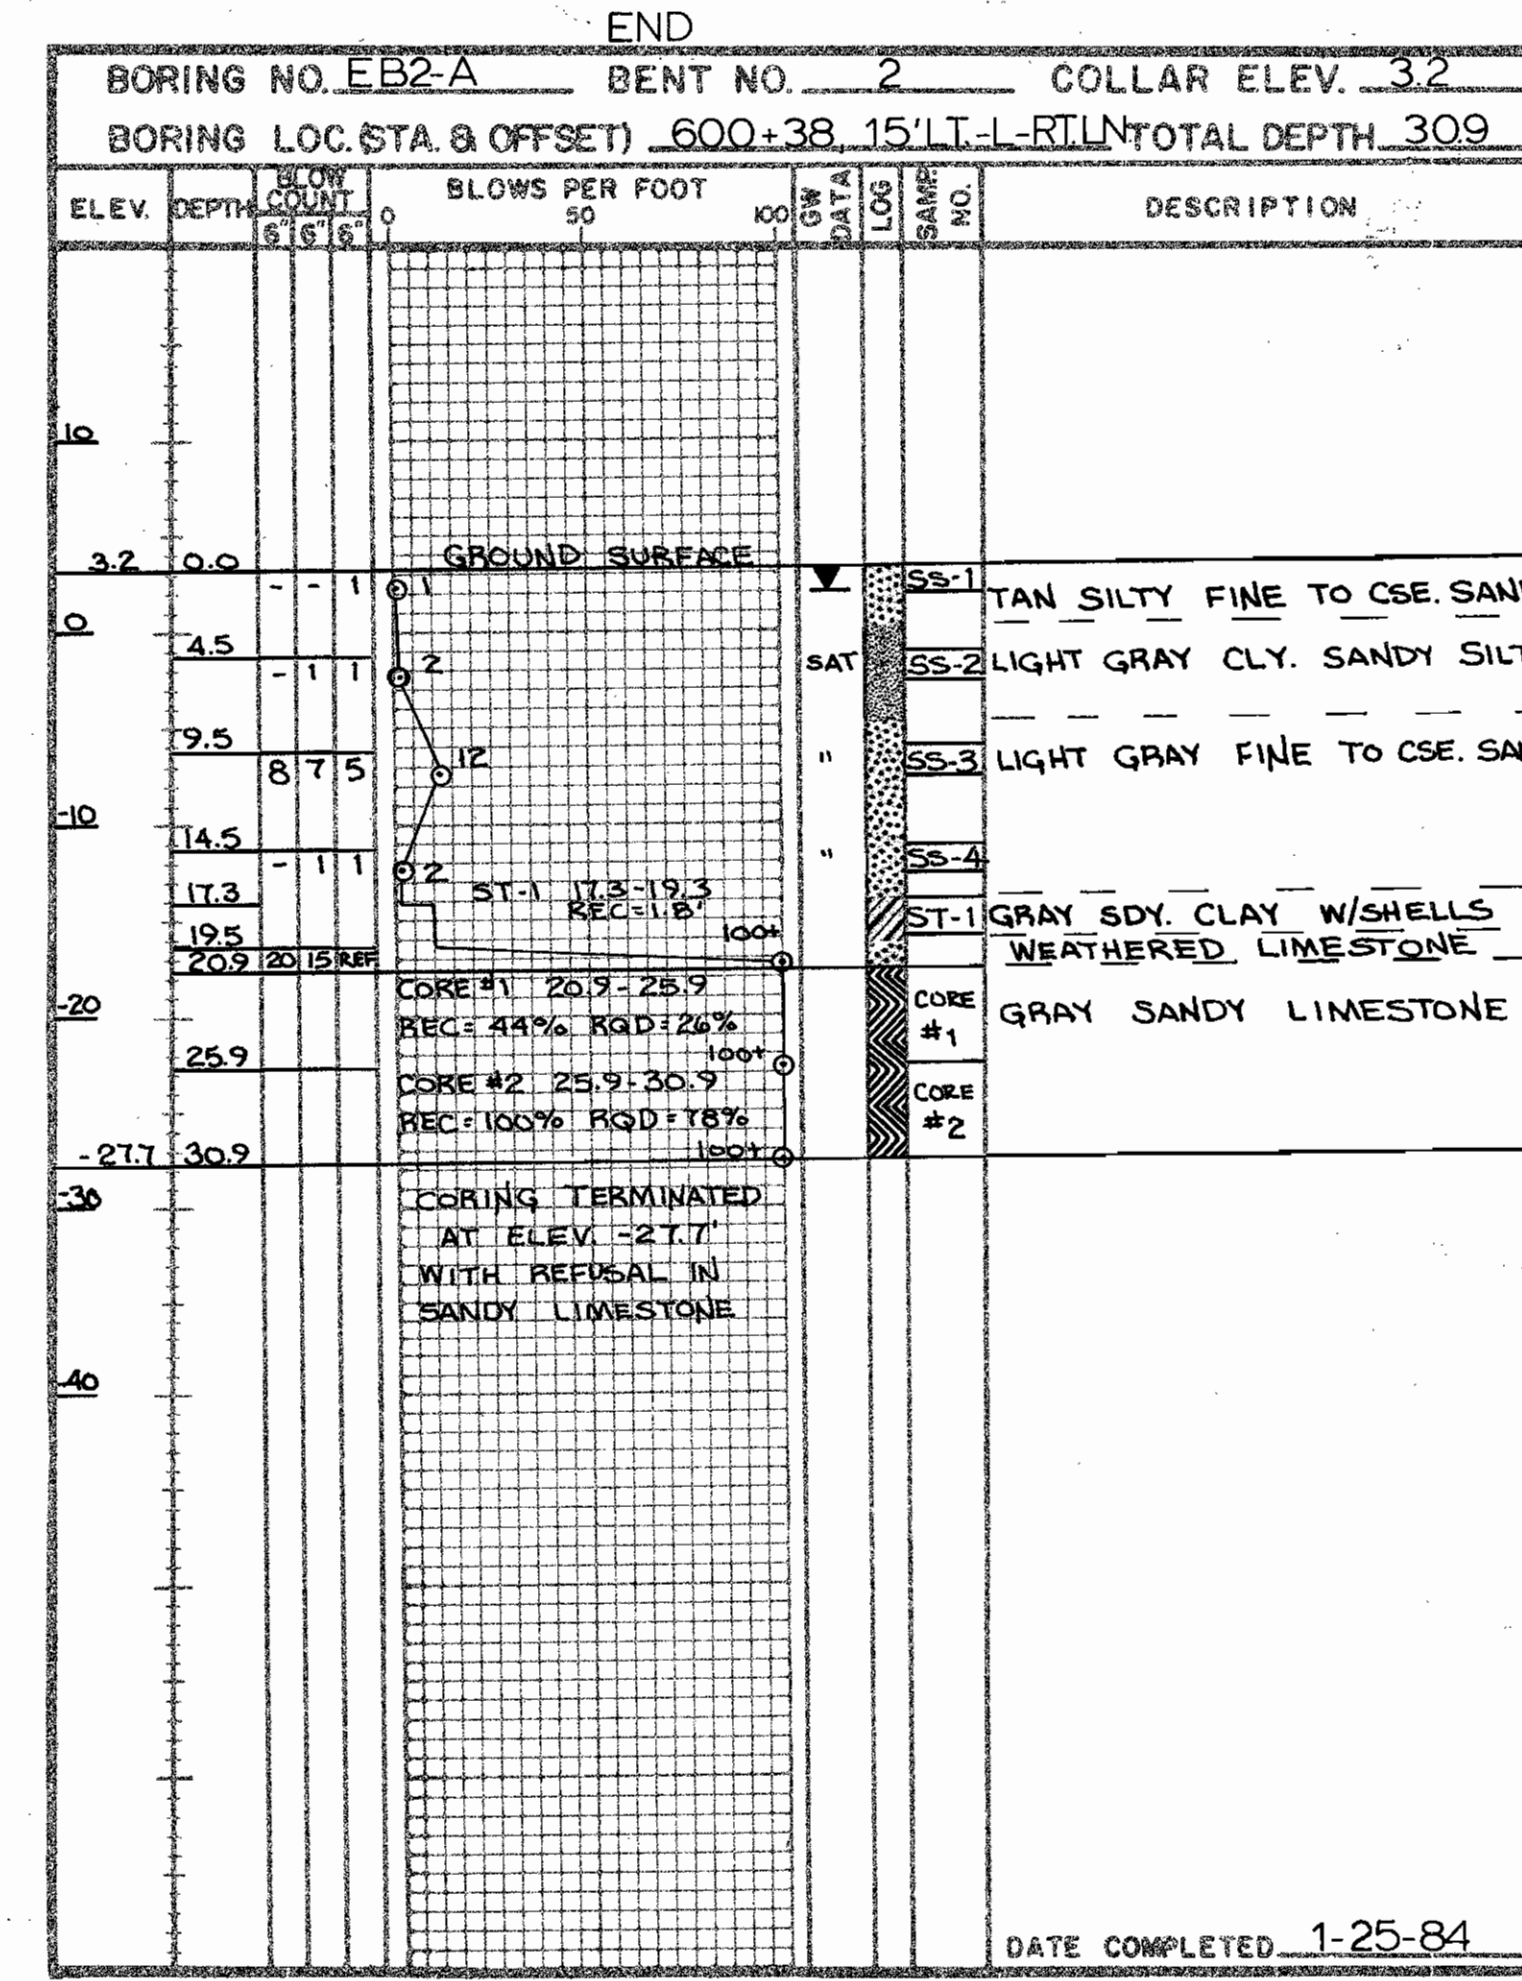 END
BORING NO. EB2-A BENT NO. 2 COLLAR ELEV. 3.2
BORING LOC. (STA. & OFFSET) 600+38, 15'LT.-L-RT.LN TOTAL DEPTH 30.9
ELEV. DEPTH BLOW COUNT 6" 6" 6" BLOWS PER FOOT 0 50 100 GW DATA LOG SAMP. NO. DESCRIPTION
10
3.2 0.0 GROUND SURFACE
- - 1 1 SS-1 TAN SILTY FINE TO CSE. SAN
0
4.5
- 1 1 2 SAT SS-2 LIGHT GRAY CLY. SANDY SILT
9.5
8 7 5 12 " SS-3 LIGHT GRAY FINE TO CSE. SA
-10
14.5
- 1 1 2 " SS-4
17.3 ST-1 17.3-19.3
REC=1.8' ST-1 GRAY SDY. CLAY W/SHELLS
19.5 100+ WEATHERED LIMESTONE
20.9 20 15 REF
CORE #1 20.9-25.9 CORE #1 GRAY SANDY LIMESTONE
-20
REC= 44% RQD=26%
25.9 100+
CORE #2 25.9-30.9 CORE #2
REC=100% RQD=78%
-27.7 30.9 100+
-30 CORING TERMINATED
AT ELEV. -27.7'
WITH REFUSAL IN
SANDY LIMESTONE
-40
DATE COMPLETED 1-25-84